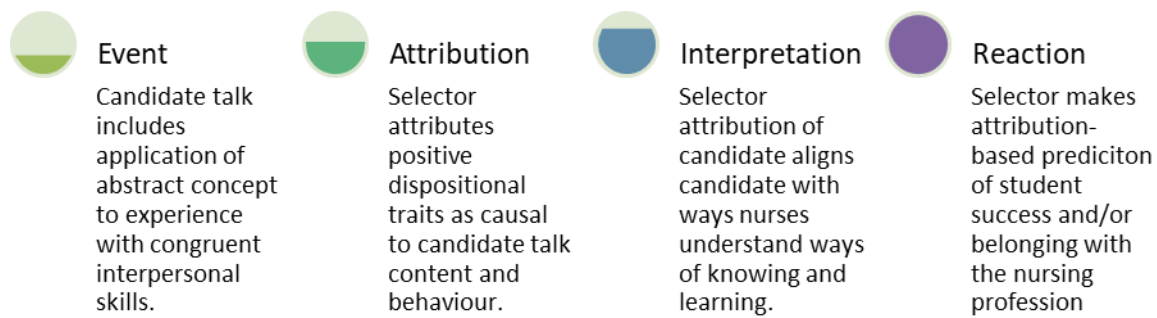 Event
Candidate talk
includes
application of
abstract concept
to experience
with congruent
interpersonal
skills.
Attribution
Selector
attributes
positive
dispositional
traits as causal
to candidate talk
content and
behaviour.
Interpretation
Selector
attribution of
candidate aligns
candidate with
ways nurses
understand ways
of knowing and
learning.
Reaction
Selector makes
attribution-
based prediciton
of student
success and/or
belonging with
the nursing
profession